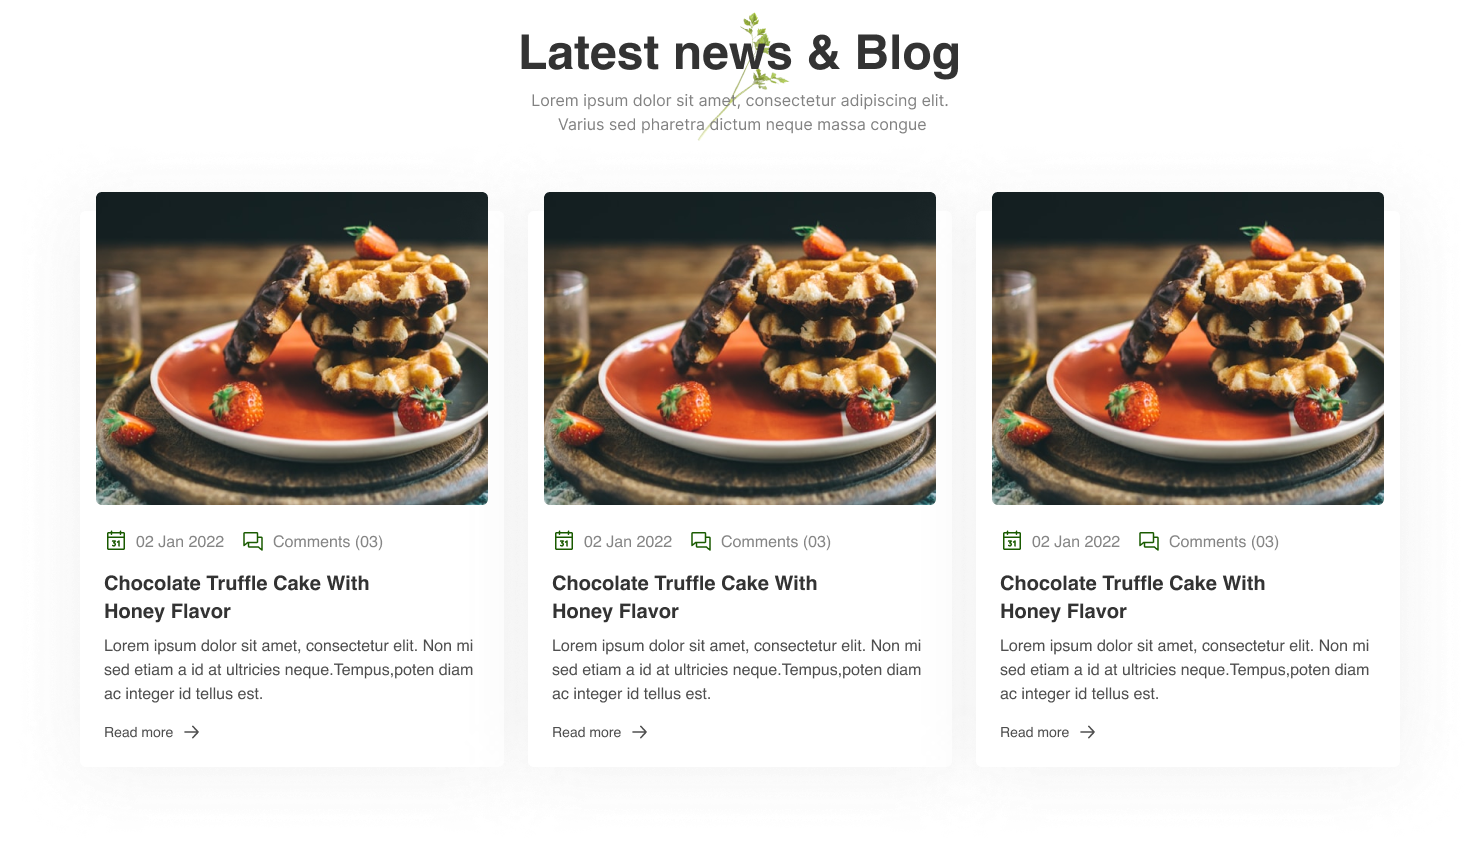 Latest news & Blog
Lorem ipsum dolor sit amet, consectetur adipiscing elit.
Varius sed pharetra dictum neque massa congue
31 02 Jan 2022 Comments (03)
Chocolate Truffle Cake With
Honey Flavor
Lorem ipsum dolor sit amet, consectetur elit. Non mi
sed etiam a id at ultricies neque.Tempus,poten diam
ac integer id tellus est.
Read more
31 02 Jan 2022 Comments (03)
Chocolate Truffle Cake With
Honey Flavor
Lorem ipsum dolor sit amet, consectetur elit. Non mi
sed etiam a id at ultricies neque.Tempus,poten diam
ac integer id tellus est.
Read more
31 02 Jan 2022 Comments (03)
Chocolate Truffle Cake With
Honey Flavor
Lorem ipsum dolor sit amet, consectetur elit. Non mi
sed etiam a id at ultricies neque.Tempus,poten diam
ac integer id tellus est.
Read more